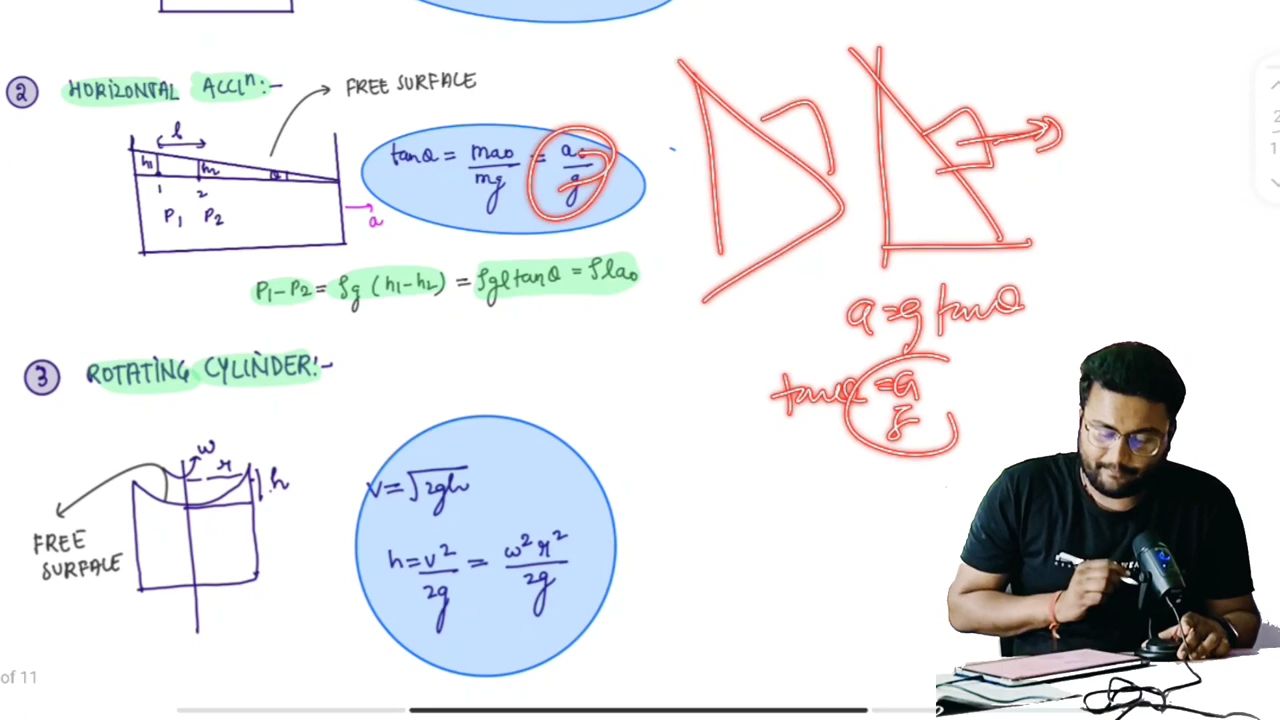 ② HORIZONTAL ACCLⁿ:-
FREE SURFACE
l
h₁
h₂
θ
1
2
P₁ P₂
a
tanθ = ma₀/mg = a₀/g
P₁-P₂ = ρg (h₁-h₂) = ρgl tanθ = ρla₀
a = g tanθ
tanθ = a/g
③ ROTATING CYLINDER:-
ω
r
h
FREE
SURFACE
v = √2gh
h = v²/2g = ω²r²/2g
of 11